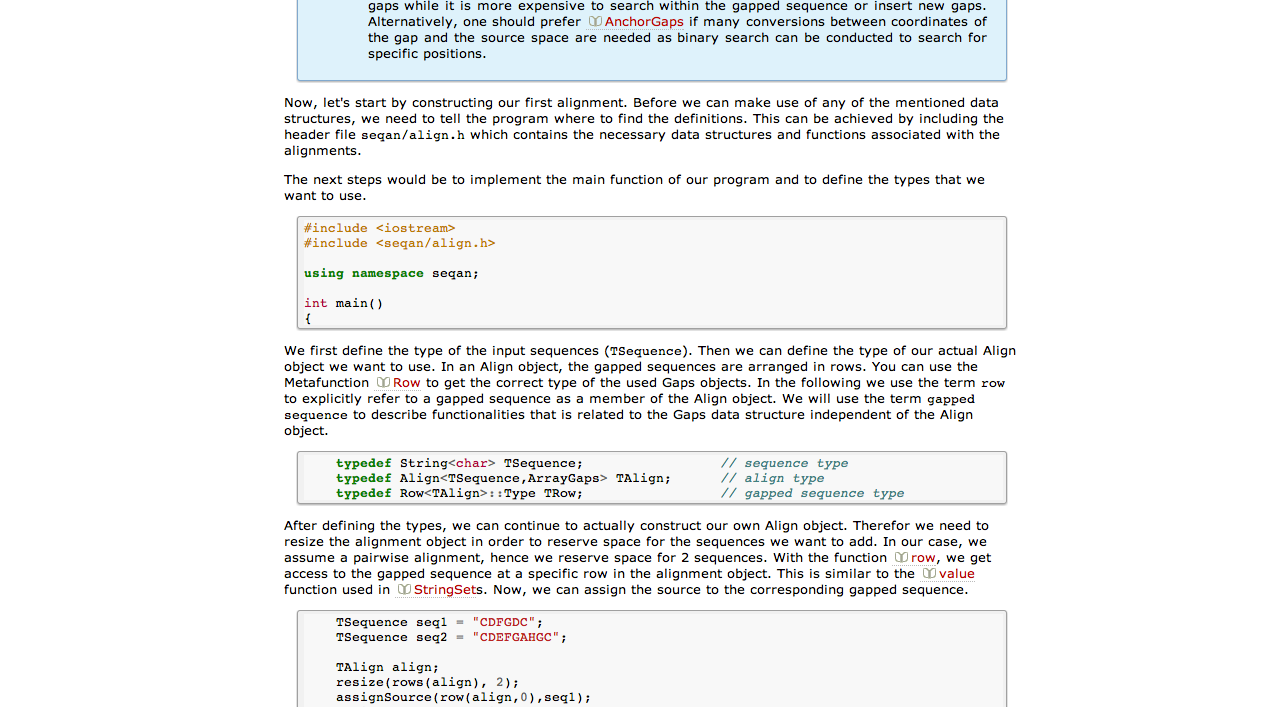 gaps while it is more expensive to search within the gapped sequence or insert new gaps.
Alternatively, one should prefer AnchorGaps if many conversions between coordinates of
the gap and the source space are needed as binary search can be conducted to search for
specific positions.
Now, let's start by constructing our first alignment. Before we can make use of any of the mentioned data
structures, we need to tell the program where to find the definitions. This can be achieved by including the
header file seqan/align.h which contains the necessary data structures and functions associated with the
alignments.
The next steps would be to implement the main function of our program and to define the types that we
want to use.
#include <iostream>
#include <seqan/align.h>
using namespace seqan;
int main()
{
We first define the type of the input sequences (TSequence). Then we can define the type of our actual Align
object we want to use. In an Align object, the gapped sequences are arranged in rows. You can use the
Metafunction Row to get the correct type of the used Gaps objects. In the following we use the term row
to explicitly refer to a gapped sequence as a member of the Align object. We will use the term gapped
sequence to describe functionalities that is related to the Gaps data structure independent of the Align
object.
typedef String<char> TSequence; // sequence type
typedef Align<TSequence,ArrayGaps> TAlign; // align type
typedef Row<TAlign>::Type TRow; // gapped sequence type
After defining the types, we can continue to actually construct our own Align object. Therefor we need to
resize the alignment object in order to reserve space for the sequences we want to add. In our case, we
assume a pairwise alignment, hence we reserve space for 2 sequences. With the function row, we get
access to the gapped sequence at a specific row in the alignment object. This is similar to the value
function used in StringSets. Now, we can assign the source to the corresponding gapped sequence.
TSequence seq1 = "CDFGDC";
TSequence seq2 = "CDEFGAHGC";
TAlign align;
resize(rows(align), 2);
assignSource(row(align,0),seq1);